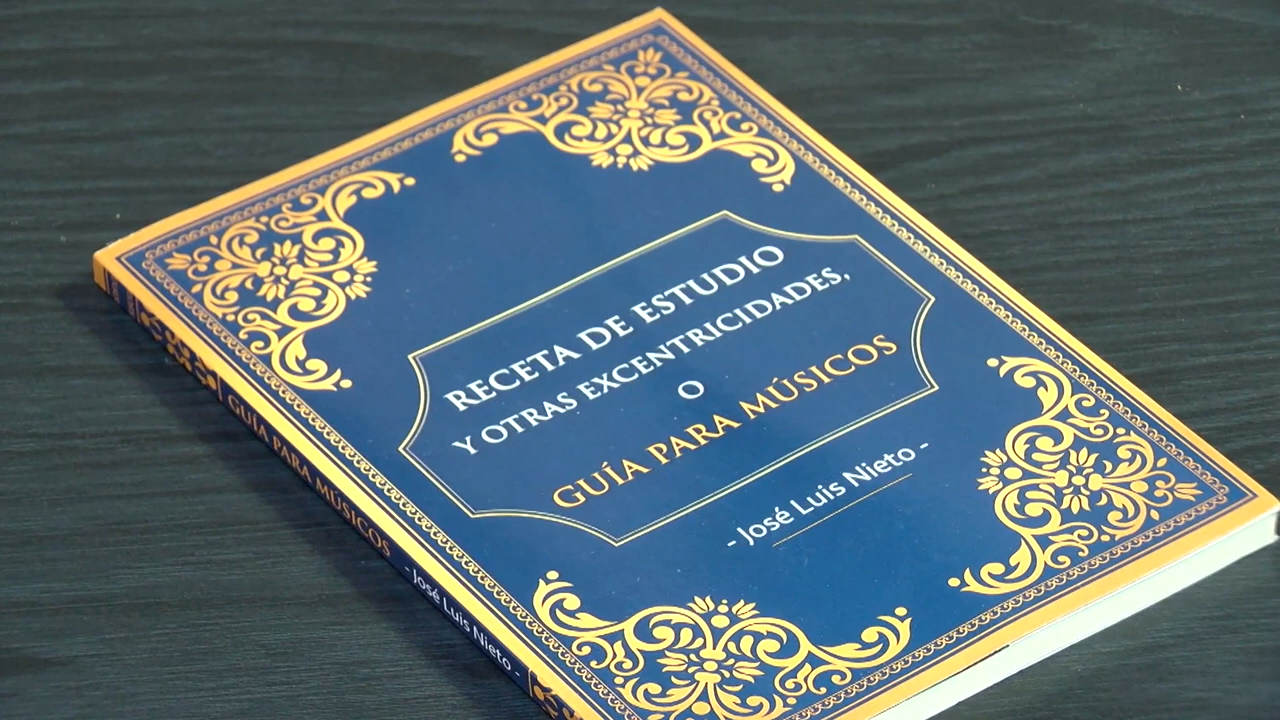 RECETA DE ESTUDIO
Y OTRAS EXCENTRICIDADES,
O
GUÍA PARA MÚSICOS
- José Luis Nieto -
GUÍA PARA MÚSICOS
- José Luis Nieto -